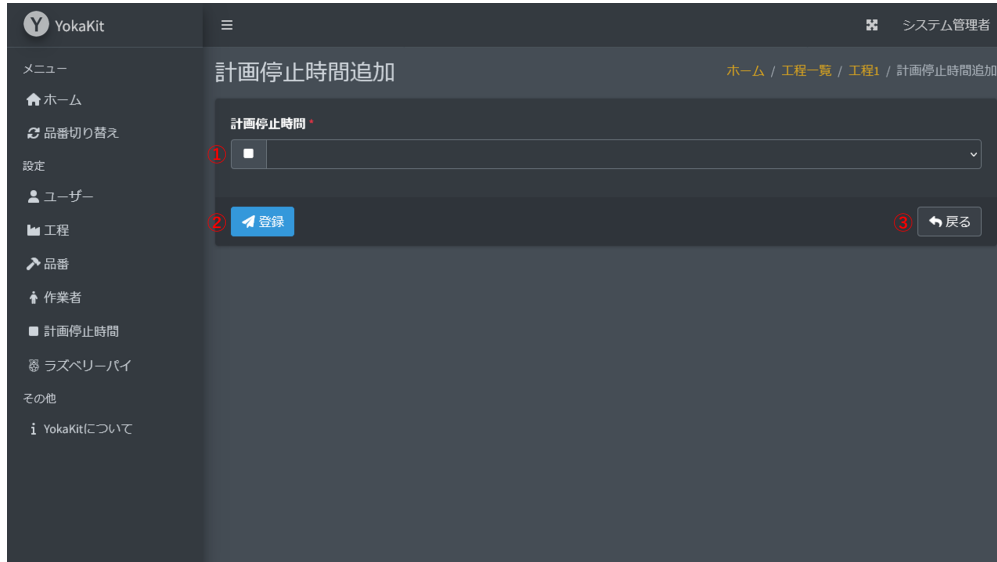 Y YokaKit
システム管理者
メニュー
ホーム
品番切り替え
設定
ユーザー
工程
品番
作業者
計画停止時間
ラズベリーパイ
その他
YokaKitについて
計画停止時間追加
ホーム / 工程一覧 / 工程1 / 計画停止時間追加
計画停止時間 *
①
② 登録
③ 戻る